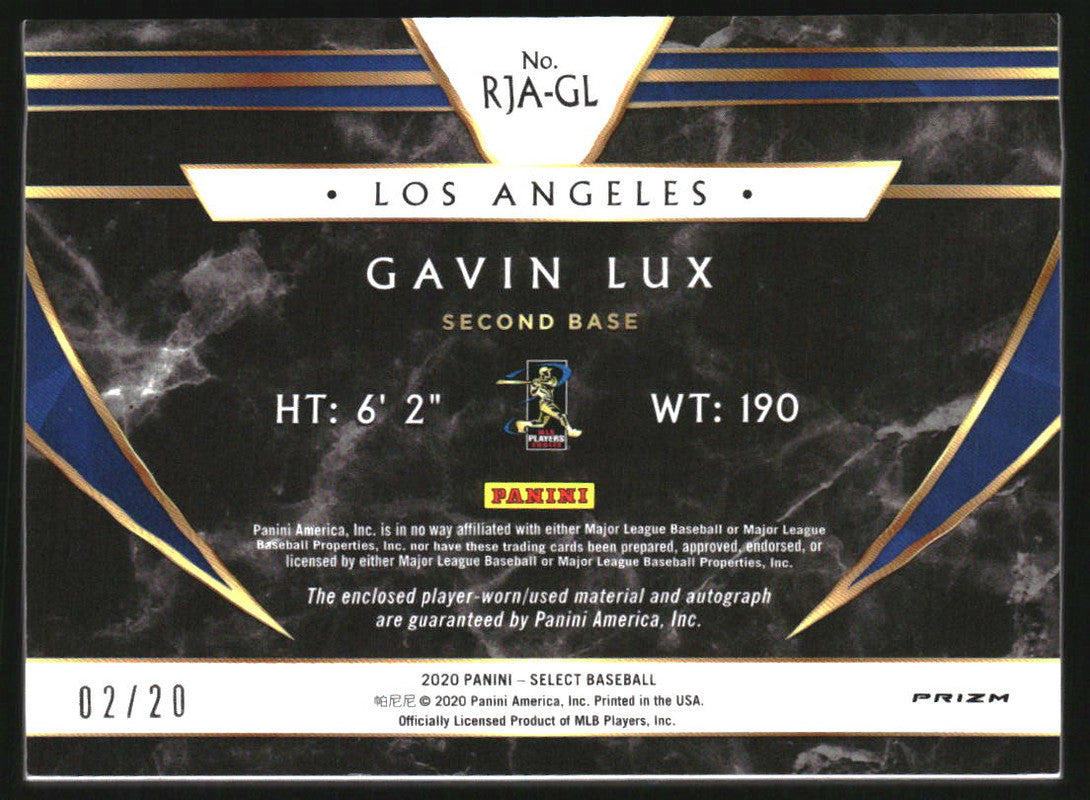 No.
RJA-GL
• LOS ANGELES •
GAVIN LUX
SECOND BASE
HT: 6' 2"
WT: 190
MLB
PLAYERS
CHOICE
PANINI
Panini America, Inc. is in no way affiliated with either Major League Baseball or Major League
Baseball Properties, Inc. nor have these trading cards been prepared, approved, endorsed, or
licensed by either Major League Baseball or Major League Baseball Properties, Inc.
The enclosed player-worn/used material and autograph
are guaranteed by Panini America, Inc.
02/20
2020 PANINI – SELECT BASEBALL
帕尼尼 © 2020 Panini America, Inc. Printed in the USA.
Officially Licensed Product of MLB Players, Inc.
PRIZM